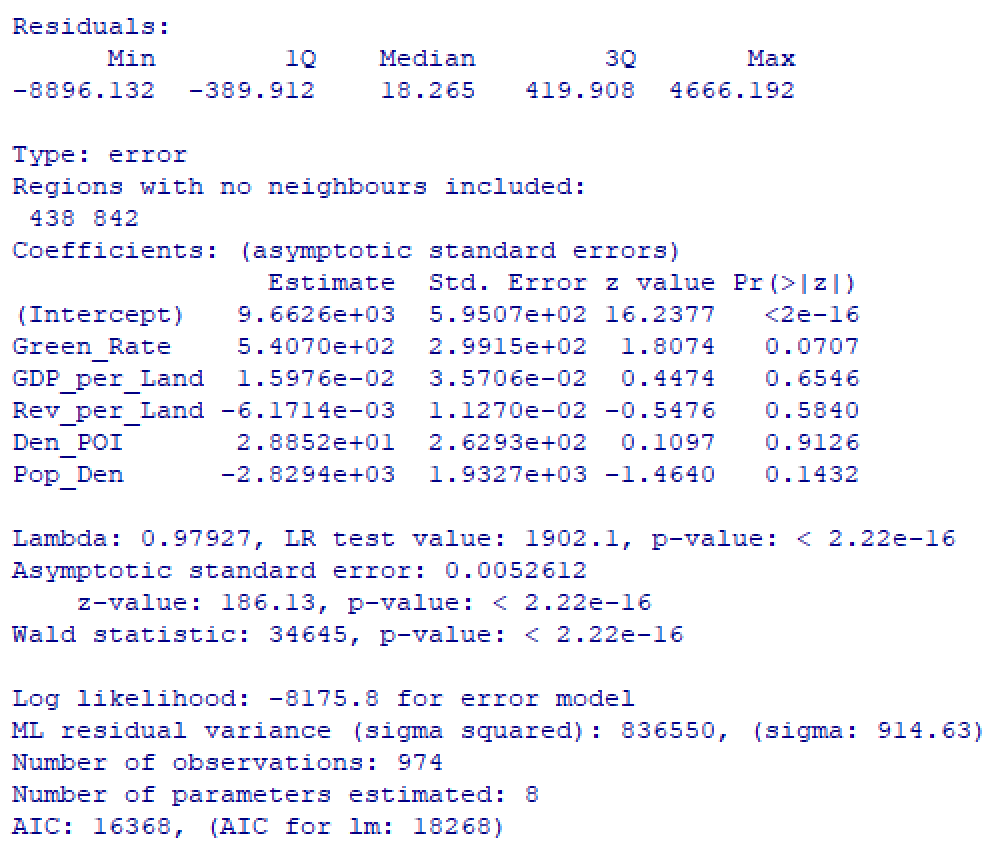 Residuals:
Min 1Q Median 3Q Max
-8896.132 -389.912 18.265 419.908 4666.192
Type: error
Regions with no neighbours included:
438 842
Coefficients: (asymptotic standard errors)
Estimate Std. Error z value Pr(>|z|)
(Intercept) 9.6626e+03 5.9507e+02 16.2377 <2e-16
Green_Rate 5.4070e+02 2.9915e+02 1.8074 0.0707
GDP_per_Land 1.5976e-02 3.5706e-02 0.4474 0.6546
Rev_per_Land -6.1714e-03 1.1270e-02 -0.5476 0.5840
Den_POI 2.8852e+01 2.6293e+02 0.1097 0.9126
Pop_Den -2.8294e+03 1.9327e+03 -1.4640 0.1432
Lambda: 0.97927, LR test value: 1902.1, p-value: < 2.22e-16
Asymptotic standard error: 0.0052612
z-value: 186.13, p-value: < 2.22e-16
Wald statistic: 34645, p-value: < 2.22e-16
Log likelihood: -8175.8 for error model
ML residual variance (sigma squared): 836550, (sigma: 914.63)
Number of observations: 974
Number of parameters estimated: 8
AIC: 16368, (AIC for lm: 18268)